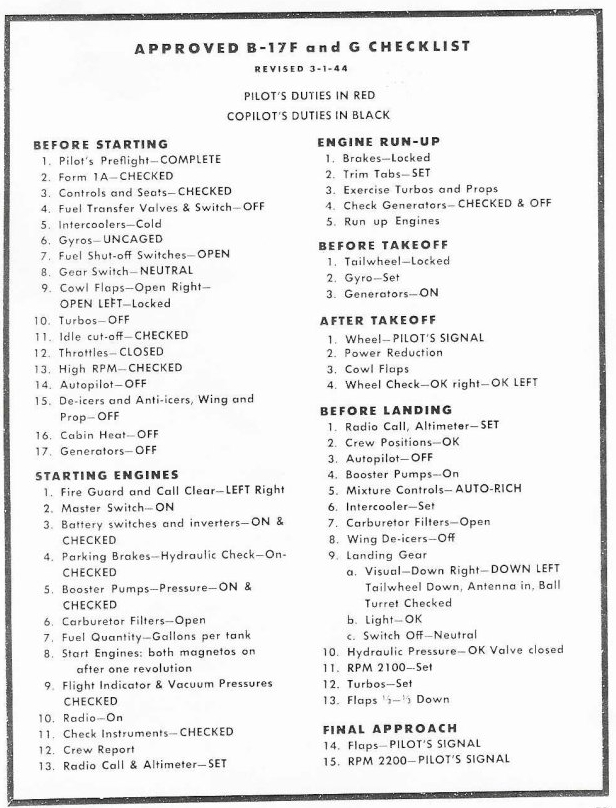 APPROVED B-17F and G CHECKLIST
REVISED 3-1-44
PILOT'S DUTIES IN RED
COPILOT'S DUTIES IN BLACK
BEFORE STARTING
1. Pilot's Preflight—COMPLETE
2. Form 1A—CHECKED
3. Controls and Seats—CHECKED
4. Fuel Transfer Valves & Switch—OFF
5. Intercoolers—Cold
6. Gyros—UNCAGED
7. Fuel Shut-off Switches—OPEN
8. Gear Switch—NEUTRAL
9. Cowl Flaps—Open Right—
OPEN LEFT—Locked
10. Turbos—OFF
11. Idle cut-off—CHECKED
12. Throttles—CLOSED
13. High RPM—CHECKED
14. Autopilot—OFF
15. De-icers and Anti-icers, Wing and
Prop—OFF
16. Cabin Heat—OFF
17. Generators—OFF
STARTING ENGINES
1. Fire Guard and Call Clear—LEFT Right
2. Master Switch—ON
3. Battery switches and inverters—ON &
CHECKED
4. Parking Brakes—Hydraulic Check—On-
CHECKED
5. Booster Pumps—Pressure—ON &
CHECKED
6. Carburetor Filters—Open
7. Fuel Quantity—Gallons per tank
8. Start Engines: both magnetos on
after one revolution
9. Flight Indicator & Vacuum Pressures
CHECKED
10. Radio—On
11. Check Instruments—CHECKED
12. Crew Report
13. Radio Call & Altimeter—SET
ENGINE RUN-UP
1. Brakes—Locked
2. Trim Tabs—SET
3. Exercise Turbos and Props
4. Check Generators—CHECKED & OFF
5. Run up Engines
BEFORE TAKEOFF
1. Tailwheel—Locked
2. Gyro—Set
3. Generators—ON
AFTER TAKEOFF
1. Wheel—PILOT'S SIGNAL
2. Power Reduction
3. Cowl Flaps
4. Wheel Check—OK right—OK LEFT
BEFORE LANDING
1. Radio Call, Altimeter—SET
2. Crew Positions—OK
3. Autopilot—OFF
4. Booster Pumps—On
5. Mixture Controls—AUTO-RICH
6. Intercooler—Set
7. Carburetor Filters—Open
8. Wing De-icers—Off
9. Landing Gear
a. Visual—Down Right—DOWN LEFT
Tailwheel Down, Antenna in, Ball
Turret Checked
b. Light—OK
c. Switch Off—Neutral
10. Hydraulic Pressure—OK Valve closed
11. RPM 2100—Set
12. Turbos—Set
13. Flaps ⅓—⅓ Down
FINAL APPROACH
14. Flaps—PILOT'S SIGNAL
15. RPM 2200—PILOT'S SIGNAL